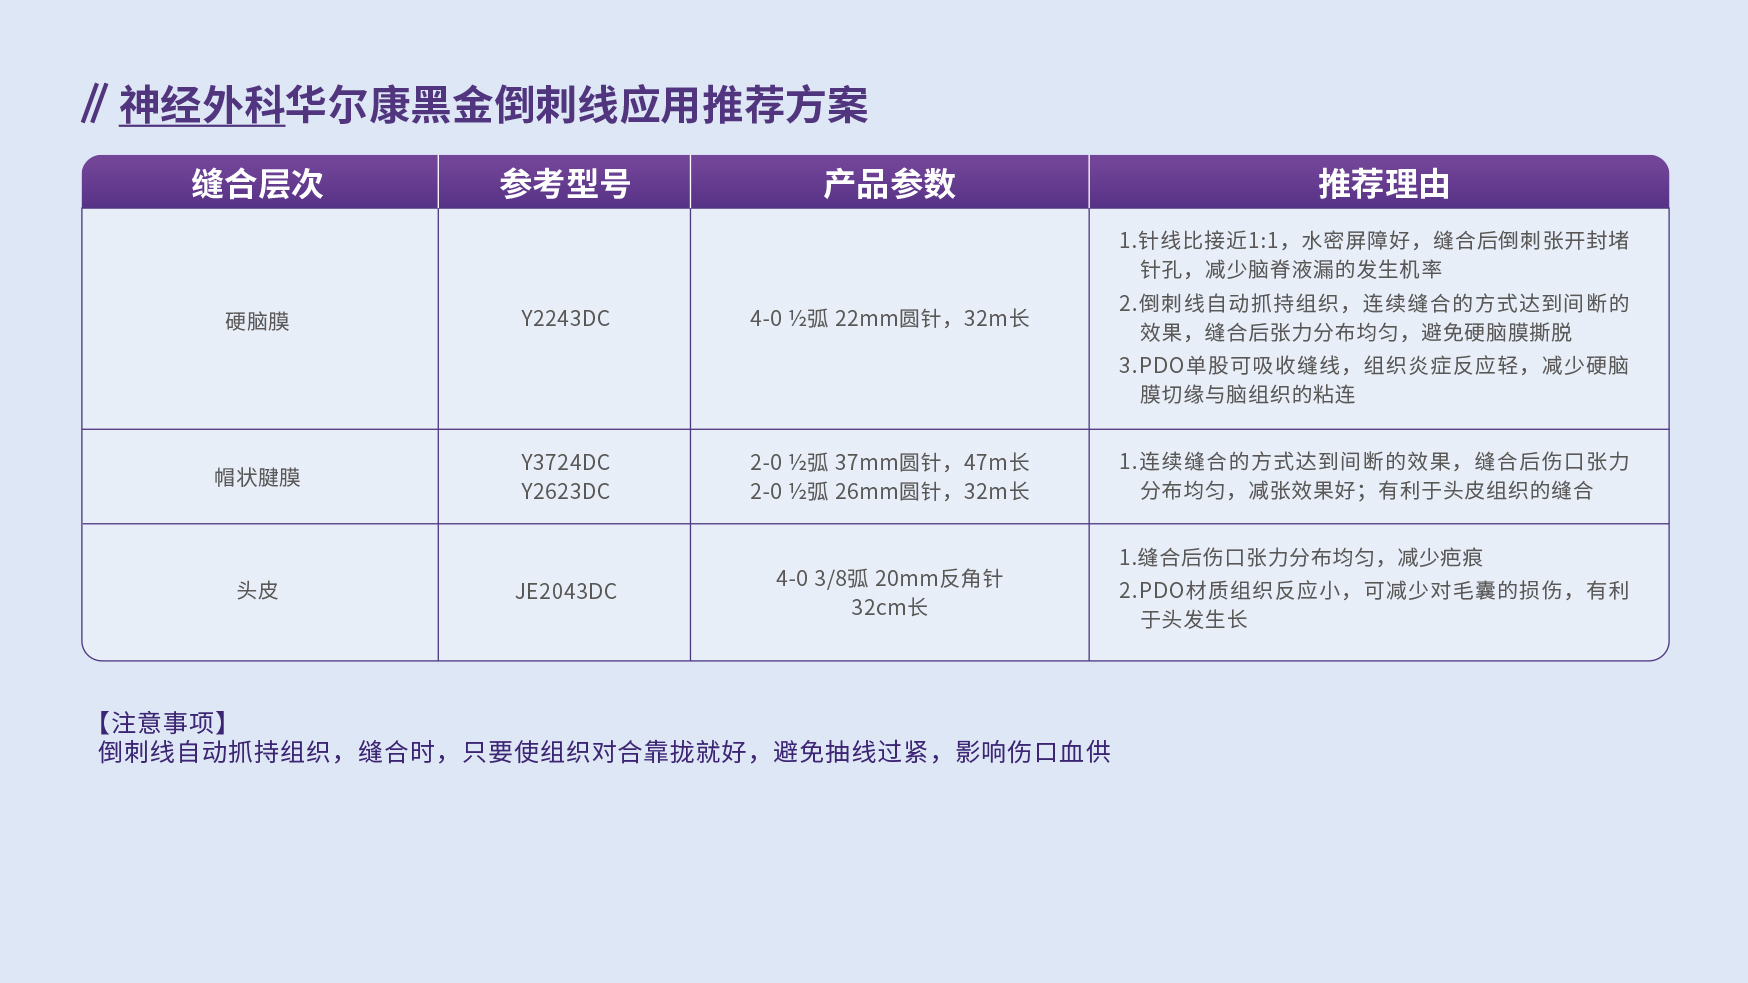 神经外科华尔康黑金倒刺线应用推荐方案
缝合层次 参考型号 产品参数 推荐理由
硬脑膜
Y2243DC
4-0 ½弧 22mm圆针，32m长
1.针线比接近1:1，水密屏障好，缝合后倒刺张开封堵
针孔，减少脑脊液漏的发生机率
2.倒刺线自动抓持组织，连续缝合的方式达到间断的
效果，缝合后张力分布均匀，避免硬脑膜撕脱
3.PDO单股可吸收缝线，组织炎症反应轻，减少硬脑
膜切缘与脑组织的粘连
帽状腱膜
Y3724DC
Y2623DC
2-0 ½弧 37mm圆针，47m长
2-0 ½弧 26mm圆针，32m长
1.连续缝合的方式达到间断的效果，缝合后伤口张力
分布均匀，减张效果好；有利于头皮组织的缝合
头皮
JE2043DC
4-0 3/8弧 20mm反角针
32cm长
1.缝合后伤口张力分布均匀，减少疤痕
2.PDO材质组织反应小，可减少对毛囊的损伤，有利
于头发生长
【注意事项】
倒刺线自动抓持组织，缝合时，只要使组织对合靠拢就好，避免抽线过紧，影响伤口血供